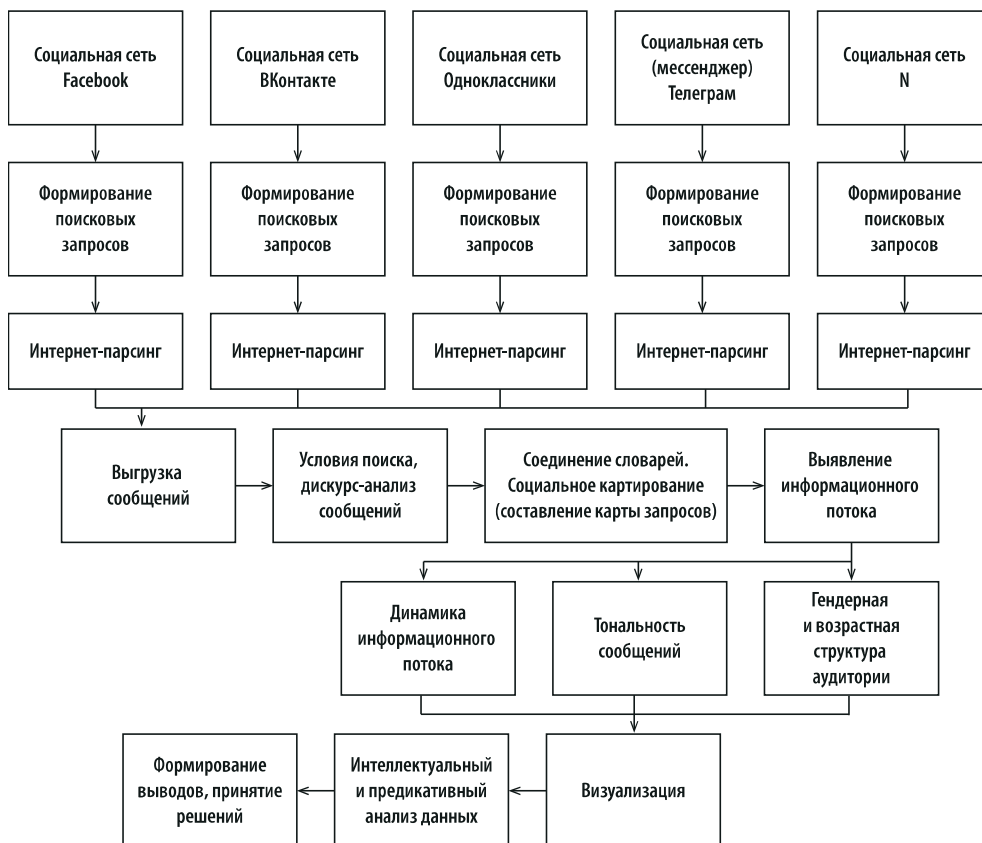 Социальная сеть
Facebook
Социальная сеть
ВКонтакте
Социальная сеть
Одноклассники
Социальная сеть
(мессенджер)
Телеграм
Социальная сеть
N
Формирование
поисковых
запросов
Формирование
поисковых
запросов
Формирование
поисковых
запросов
Формирование
поисковых
запросов
Формирование
поисковых
запросов
Интернет-парсинг
Интернет-парсинг
Интернет-парсинг
Интернет-парсинг
Интернет-парсинг
Выгрузка
сообщений
Условия поиска,
дискурс-анализ
сообщений
Соединение словарей.
Социальное картирование
(составление карты запросов)
Выявление
информационного
потока
Динамика
информационного
потока
Тональность
сообщений
Гендерная
и возрастная
структура
аудитории
Формирование
выводов, принятие
решений
Интеллектуальный
и предикативный
анализ данных
Визуализация